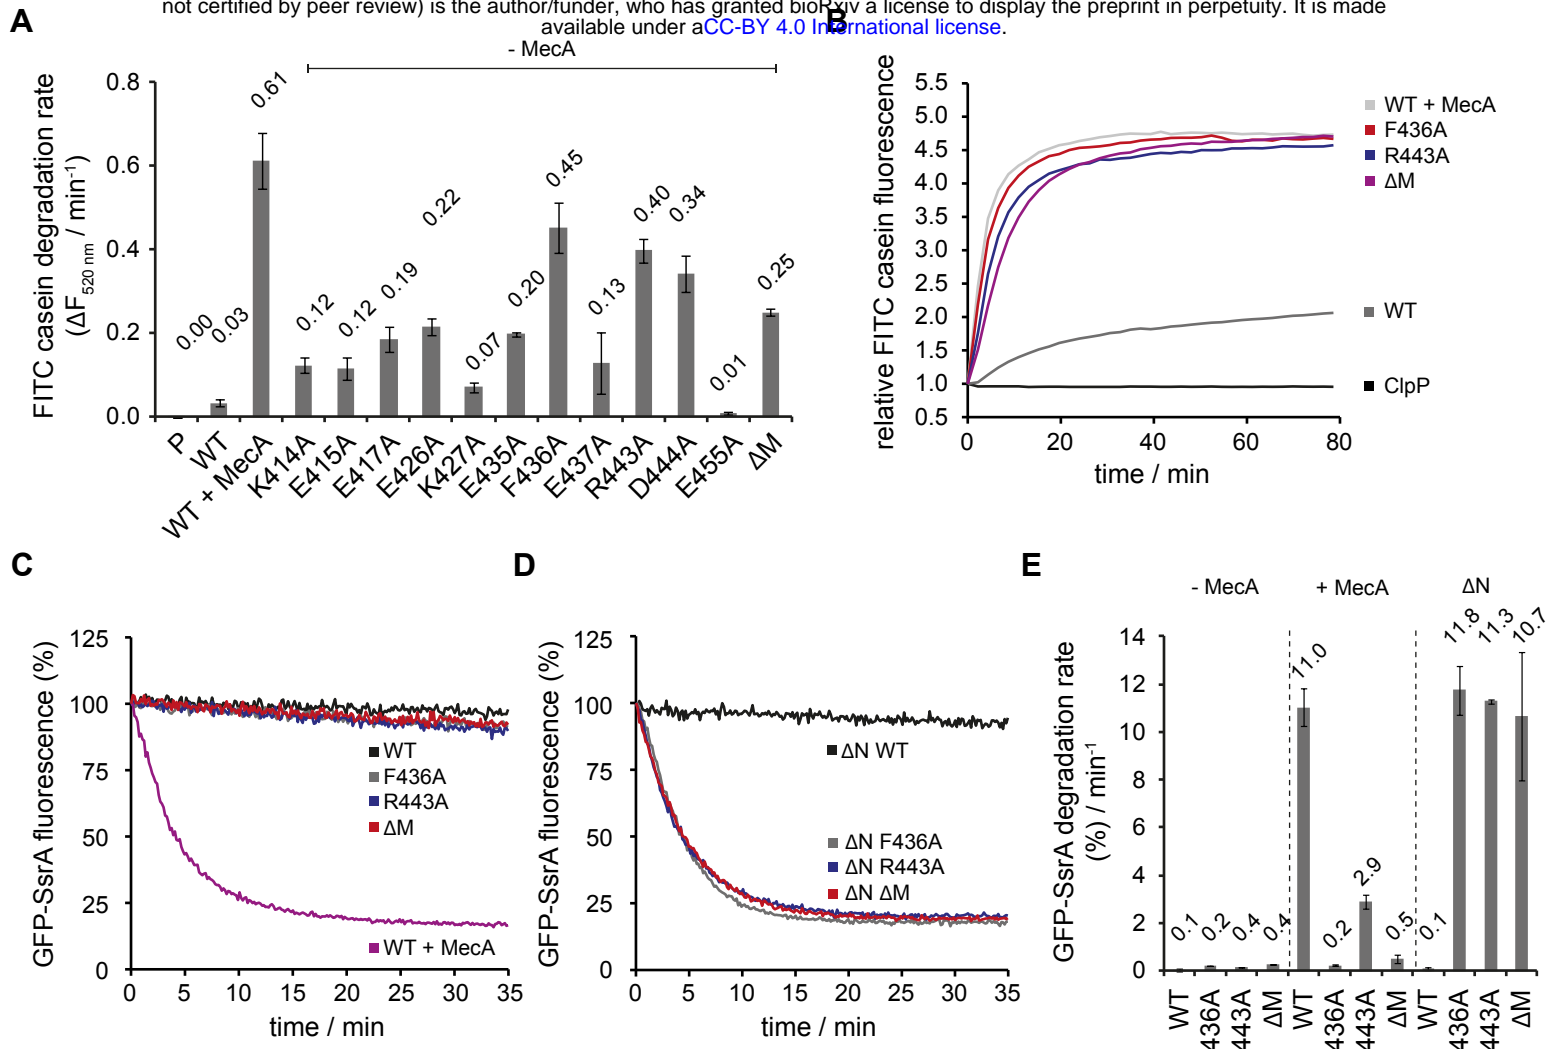 not certified by peer review) is the author/funder, who has granted bioRxiv a license to display the preprint in perpetuity. It is made
available under aCC-BY 4.0 International license.
A
- MecA
FITC casein degradation rate
(ΔF520 nm / min-1)
0.8
0.6
0.4
0.2
0.0
0.00
0.03
0.61
0.12
0.12
0.19
0.22
0.07
0.20
0.45
0.13
0.40
0.34
0.01
0.25
P
WT
WT + MecA
K414A
E415A
E417A
E426A
K427A
E435A
F436A
E437A
R443A
D444A
E455A
ΔM
B
relative FITC casein fluorescence
5.5
5.0
4.5
4.0
3.5
3.0
2.5
2.0
1.5
1.0
0.5
0 20 40 60 80
time / min
WT + MecA
F436A
R443A
ΔM
WT
ClpP
C
GFP-SsrA fluorescence (%)
125
100
75
50
25
0
WT
F436A
R443A
ΔM
WT + MecA
0 5 10 15 20 25 30 35
time / min
D
GFP-SsrA fluorescence (%)
125
100
75
50
25
0
ΔN WT
ΔN F436A
ΔN R443A
ΔN ΔM
0 5 10 15 20 25 30 35
time / min
E
- MecA + MecA ΔN
GFP-SsrA degradation rate
(%) / min-1
14
12
10
8
6
4
2
0
0.1
0.2
0.4
0.4
11.0
0.2
2.9
0.5
0.1
11.8
11.3
10.7
WT
436A
443A
ΔM
WT
436A
443A
ΔM
WT
436A
443A
ΔM